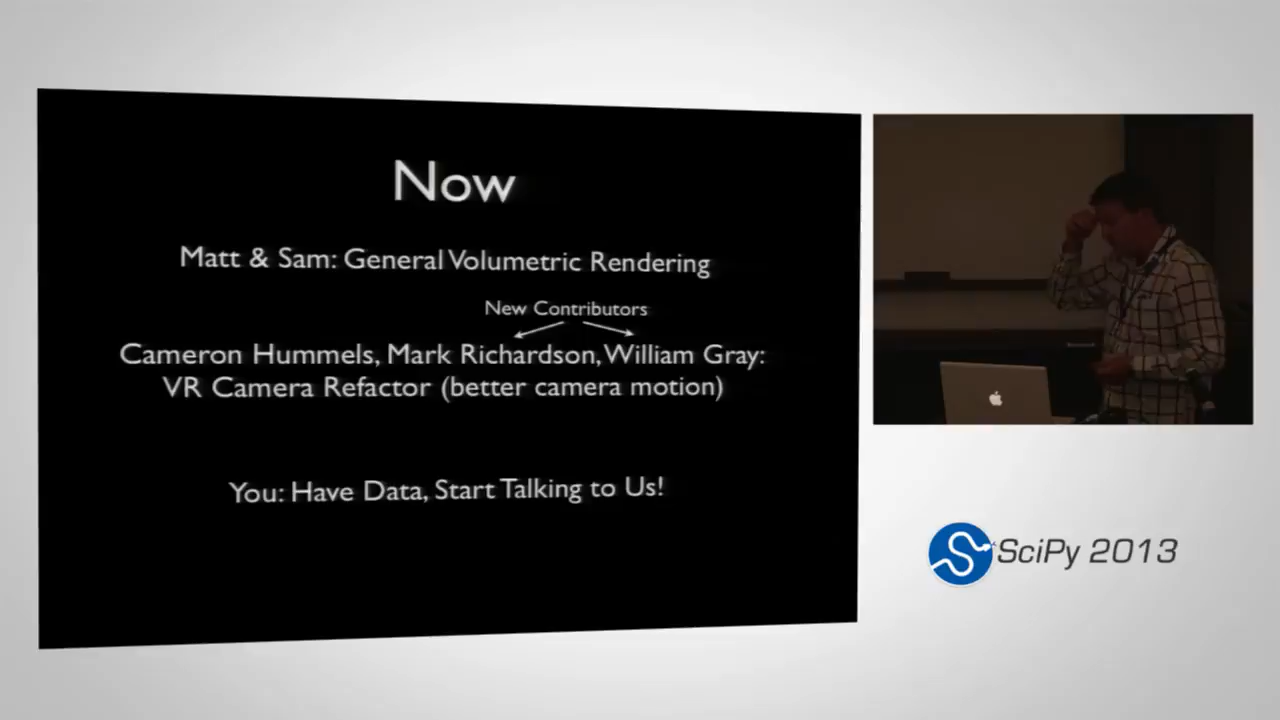 Now
Matt & Sam: General Volumetric Rendering
New Contributors
Cameron Hummels, Mark Richardson, William Gray:
VR Camera Refactor (better camera motion)
You: Have Data, Start Talking to Us!
SciPy 2013